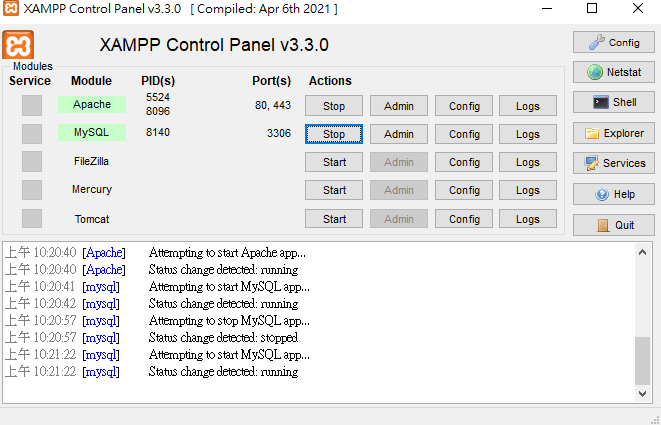 XAMPP Control Panel v3.3.0 [ Compiled: Apr 6th 2021 ]
XAMPP Control Panel v3.3.0
Config
Modules
Service Module PID(s) Port(s) Actions
Netstat
Apache 5524 8096 80, 443 Stop Admin Config Logs
Shell
MySQL 8140 3306 Stop Admin Config Logs
Explorer
FileZilla Start Admin Config Logs
Services
Mercury Start Admin Config Logs
Help
Tomcat Start Admin Config Logs
Quit
上午 10:20:40 [Apache] Attempting to start Apache app...
上午 10:20:40 [Apache] Status change detected: running
上午 10:20:41 [mysql] Attempting to start MySQL app...
上午 10:20:42 [mysql] Status change detected: running
上午 10:20:57 [mysql] Attempting to stop MySQL app...
上午 10:20:57 [mysql] Status change detected: stopped
上午 10:21:22 [mysql] Attempting to start MySQL app...
上午 10:21:22 [mysql] Status change detected: running